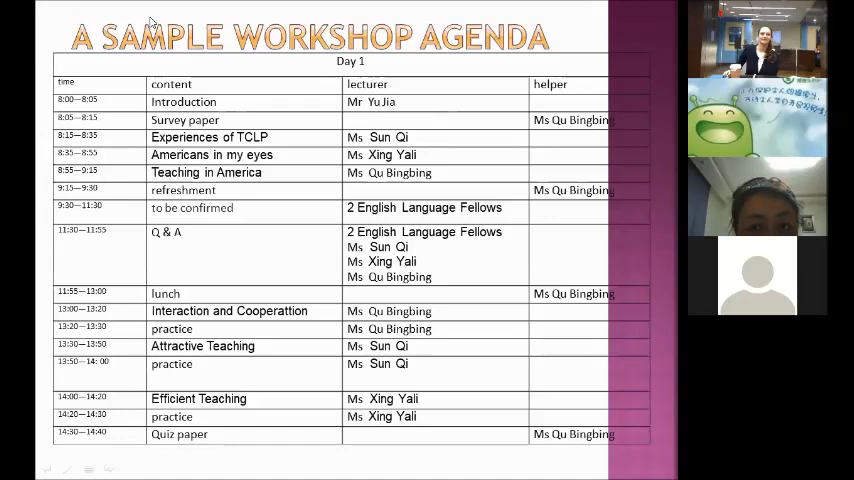 A SAMPLE WORKSHOP AGENDA
Day 1
time content lecturer helper
8:00—8:05 Introduction Mr YuJia
8:05—8:15 Survey paper Ms Qu Bingbing
8:15—8:35 Experiences of TCLP Ms Sun Qi
8:35—8:55 Americans in my eyes Ms Xing Yali
8:55—9:15 Teaching in America Ms Qu Bingbing
9:15—9:30 refreshment Ms Qu Bingbing
9:30—11:30 to be confirmed 2 English Language Fellows
11:30—11:55 Q & A 2 English Language Fellows
Ms Sun Qi
Ms Xing Yali
Ms Qu Bingbing
11:55—13:00 lunch Ms Qu Bingbing
13:00—13:20 Interaction and Cooperattion Ms Qu Bingbing
13:20—13:30 practice Ms Qu Bingbing
13:30—13:50 Attractive Teaching Ms Sun Qi
13:50—14: 00 practice Ms Sun Qi
14:00—14:20 Efficient Teaching Ms Xing Yali
14:20—14:30 practice Ms Xing Yali
14:30—14:40 Quiz paper Ms Qu Bingbing